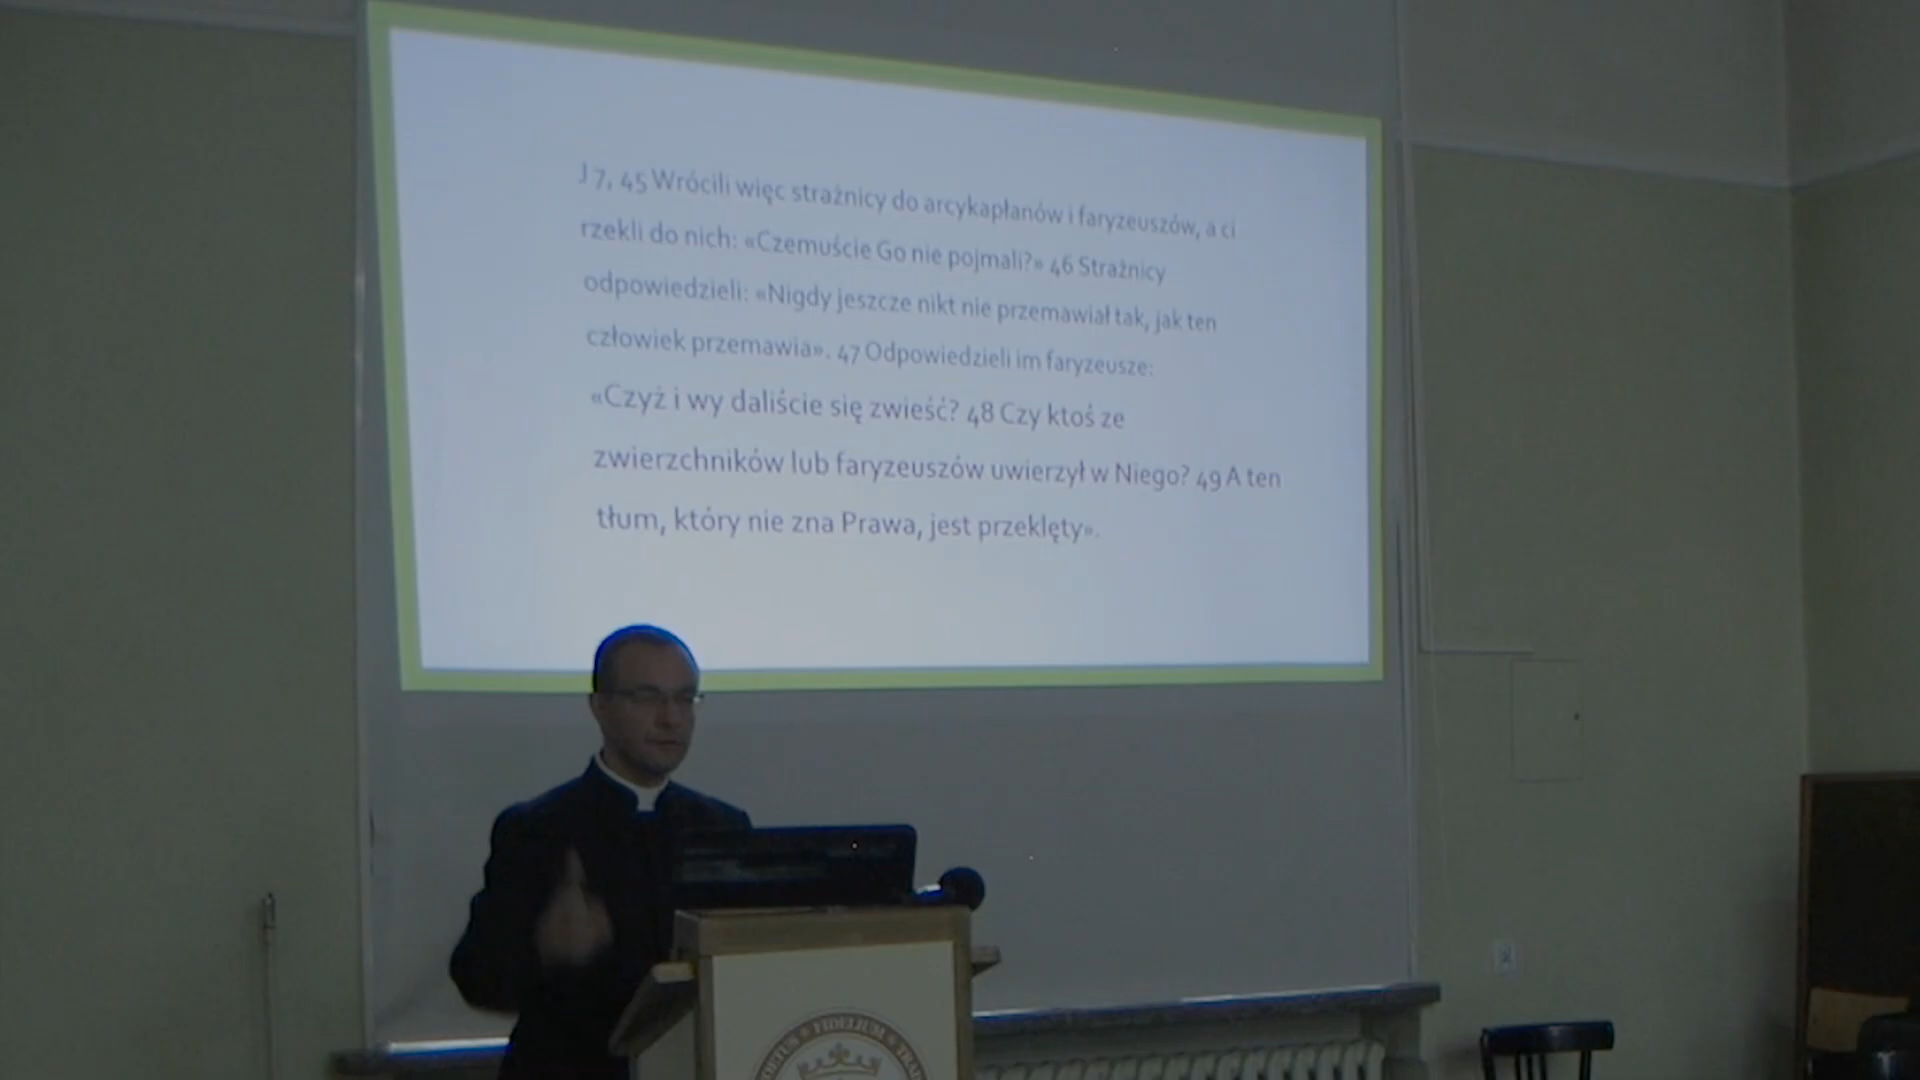 J 7, 45 Wrócili więc strażnicy do arcykapłanów i faryzeuszów, a ci
rzekli do nich: «Czemuście Go nie pojmali?» 46 Strażnicy
odpowiedzieli: «Nigdy jeszcze nikt nie przemawiał tak, jak ten
człowiek przemawia». 47 Odpowiedzieli im faryzeusze:
«Czyż i wy daliście się zwieść? 48 Czy ktoś ze
zwierzchników lub faryzeuszów uwierzył w Niego? 49 A ten
tłum, który nie zna Prawa, jest przeklęty».
FIDELIUM